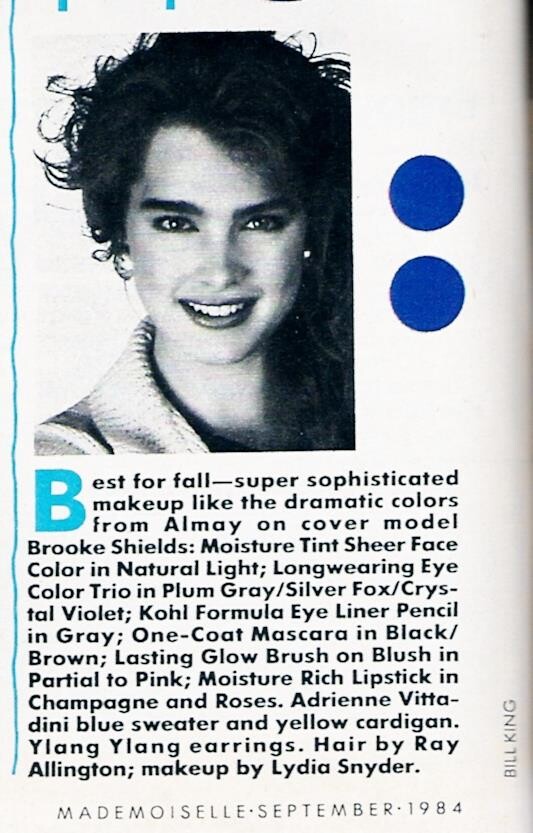 Best for fall—super sophisticated
makeup like the dramatic colors
from Almay on cover model
Brooke Shields: Moisture Tint Sheer Face
Color in Natural Light; Longwearing Eye
Color Trio in Plum Gray/Silver Fox/Crys-
tal Violet; Kohl Formula Eye Liner Pencil
in Gray; One-Coat Mascara in Black/
Brown; Lasting Glow Brush on Blush in
Partial to Pink; Moisture Rich Lipstick in
Champagne and Roses. Adrienne Vitta-
dini blue sweater and yellow cardigan.
Ylang Ylang earrings. Hair by Ray
Allington; makeup by Lydia Snyder.
BILL KING
MADEMOISELLE·SEPTEMBER·1984